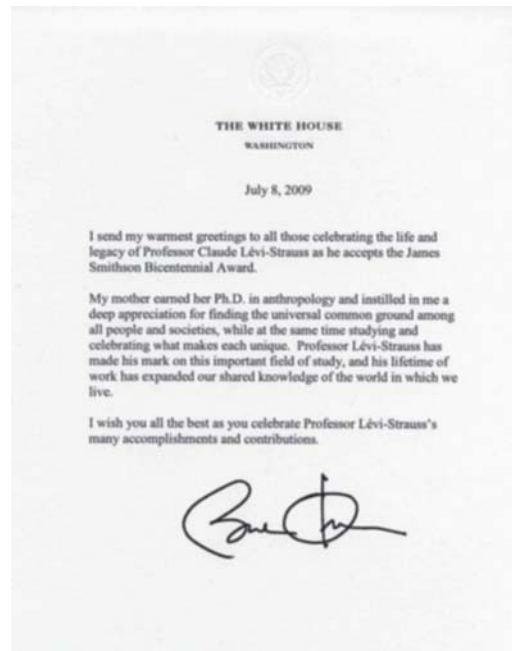 THE WHITE HOUSE
WASHINGTON
July 8, 2009
I send my warmest greetings to all those celebrating the life and
legacy of Professor Claude Lévi-Strauss as he accepts the James
Smithson Bicentennial Award.
My mother earned her Ph.D. in anthropology and instilled in me a
deep appreciation for finding the universal common ground among
all people and societies, while at the same time studying and
celebrating what makes each unique. Professor Lévi-Strauss has
made his mark on this important field of study, and his lifetime of
work has expanded our shared knowledge of the world in which we
live.
I wish you all the best as you celebrate Professor Lévi-Strauss's
many accomplishments and contributions.